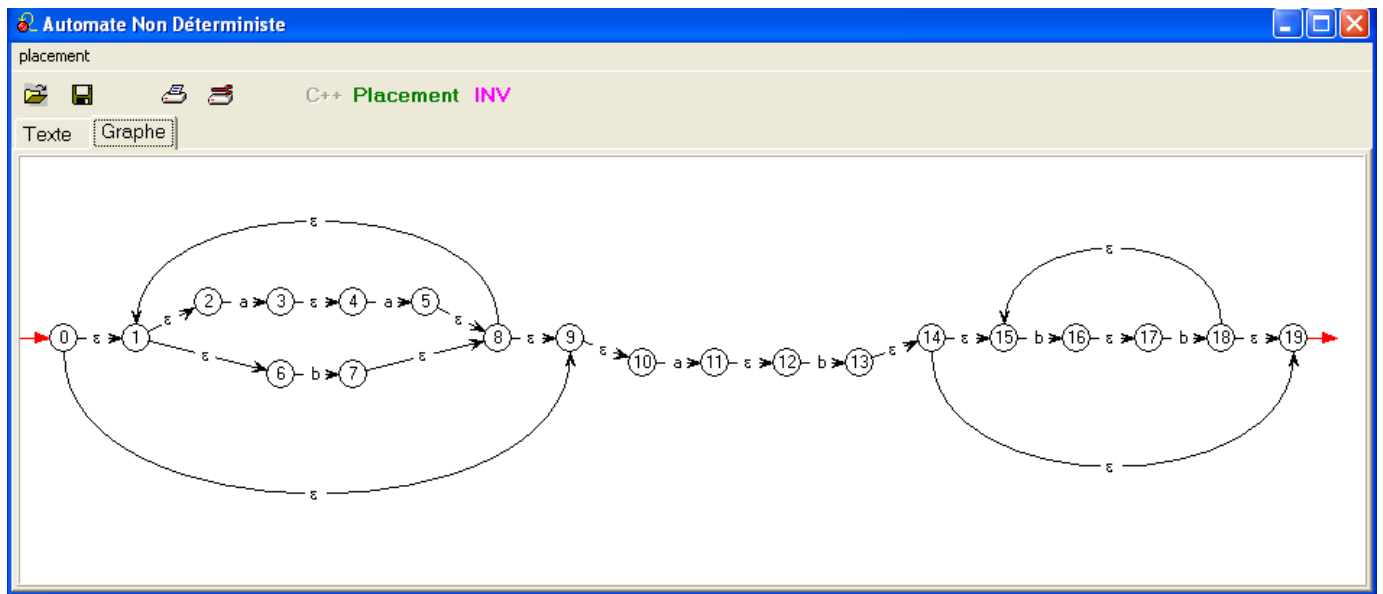 Automate Non Déterministe
placement
C++ Placement INV
Texte Graphe
ε
ε
2 a 3 ε 4 a 5
ε ε
0 ε 1 8 ε 9 14 ε 15 b 16 ε 17 b 18 ε 19
ε ε ε 10 a 11 ε 12 b 13 ε
6 b 7
ε
ε